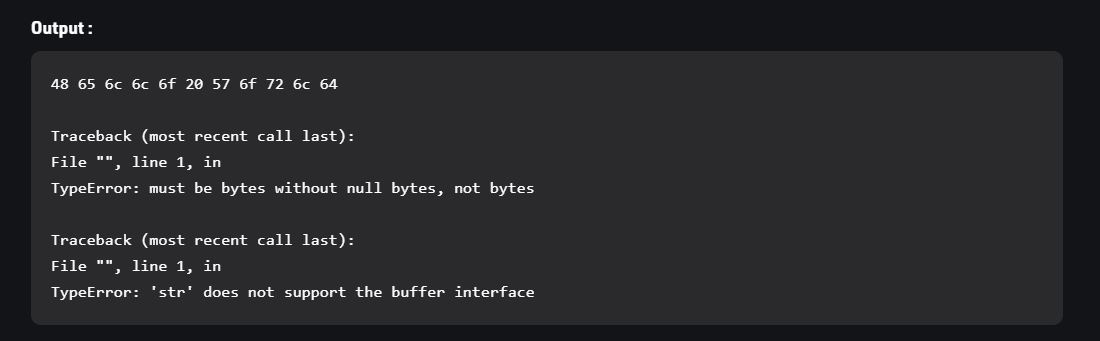 Output :
48 65 6c 6c 6f 20 57 6f 72 6c 64
Traceback (most recent call last):
File "", line 1, in
TypeError: must be bytes without null bytes, not bytes
Traceback (most recent call last):
File "", line 1, in
TypeError: 'str' does not support the buffer interface